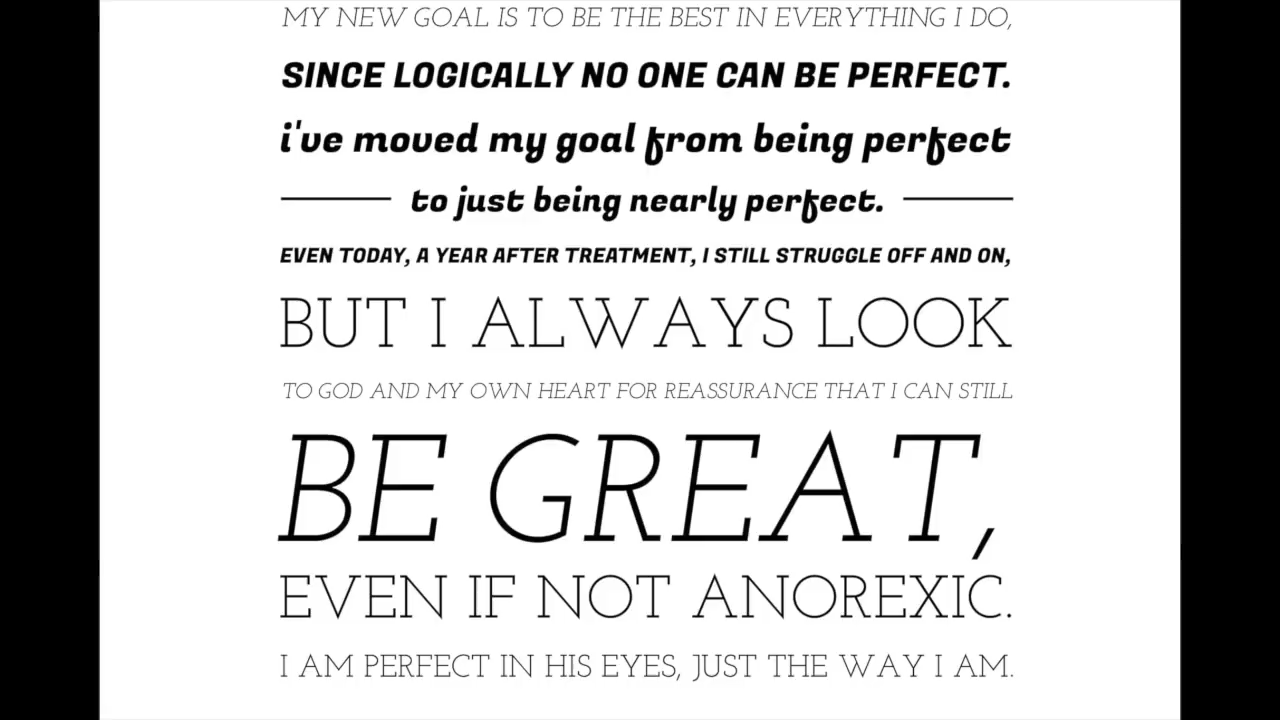 MY NEW GOAL IS TO BE THE BEST IN EVERYTHING I DO,
SINCE LOGICALLY NO ONE CAN BE PERFECT.
i've moved my goal from being perfect
to just being nearly perfect.
EVEN TODAY, A YEAR AFTER TREATMENT, I STILL STRUGGLE OFF AND ON,
BUT I ALWAYS LOOK
TO GOD AND MY OWN HEART FOR REASSURANCE THAT I CAN STILL
BE GREAT,
EVEN IF NOT ANOREXIC.
I AM PERFECT IN HIS EYES, JUST THE WAY I AM.